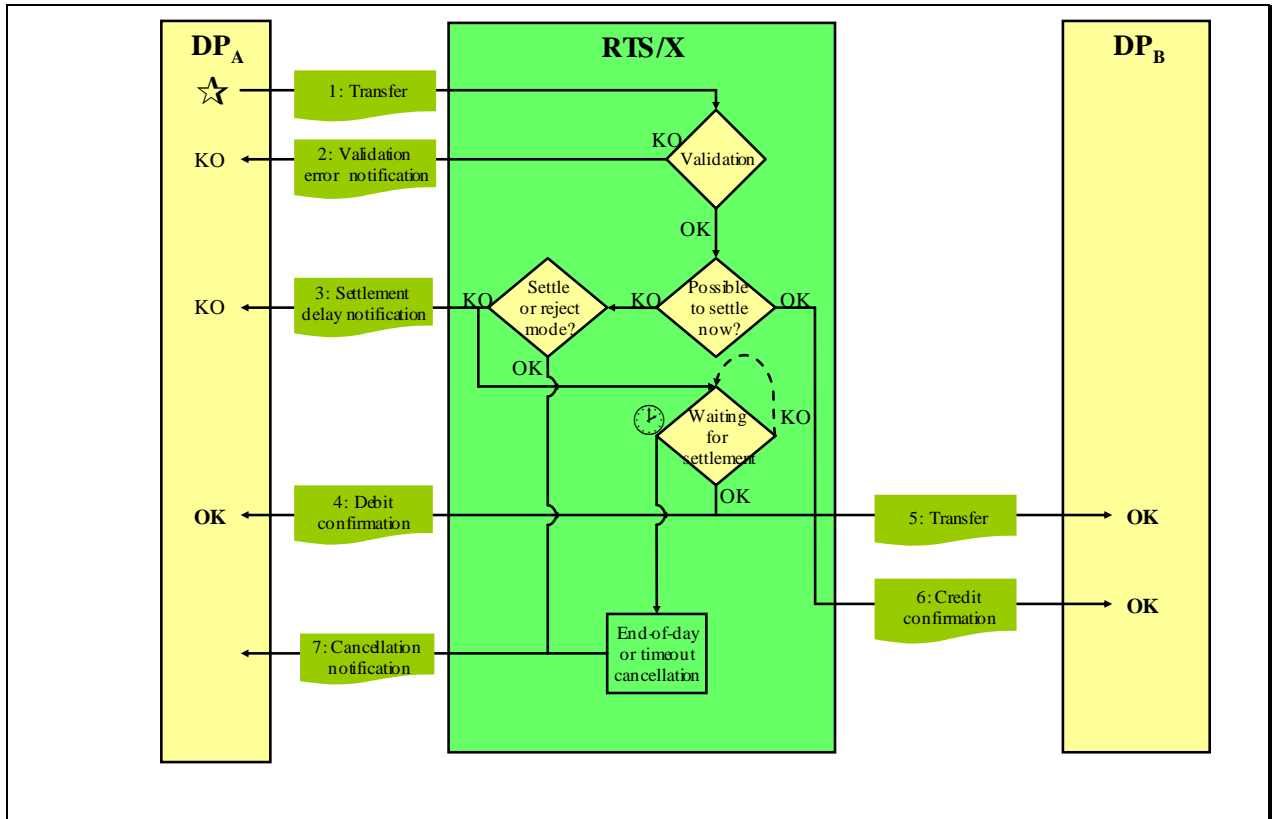 DPA
RTS/X
DPB
1: Transfer
KO
KO
2: Validation
error notification
Validation
OK
KO
3: Settlement
delay notification
KO
Settle
or reject
mode?
KO
Possible
to settle
now?
OK
OK
Waiting
for
settlement
KO
OK
OK
4: Debit
confirmation
5: Transfer
OK
6: Credit
confirmation
OK
7: Cancellation
notification
End-of-day
or timeout
cancellation